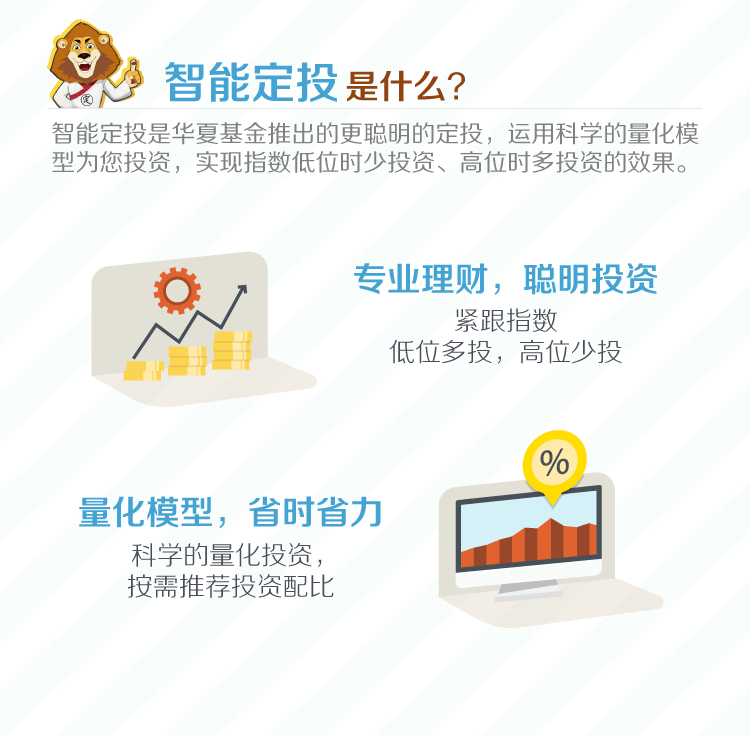 智能定投是什么？
智能定投是华夏基金推出的更聪明的定投，运用科学的量化模
型为您投资，实现指数低位时少投资、高位时多投资的效果。
专业理财，聪明投资
紧跟指数
低位多投，高位少投
%
量化模型，省时省力
科学的量化投资，
按需推荐投资配比